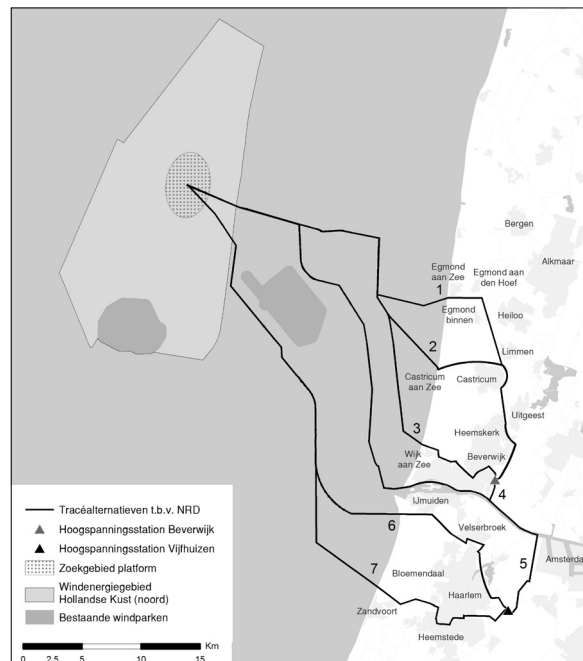 Bergen
Alkmaar
Egmond
aan Zee
Egmond aan
den Hoef
1
Egmond
binnen
Heiloo
2
Limmen
Castricum
aan Zee
Castricum
Uitgeest
3
Heemskerk
Wijk
aan Zee
Beverwijk
4
IJmuiden
6
Velserbroek
5
Amsterda
7
Bloemendaal
Haarlem
Zandvoort
Heemstede
Tracéalternatieven t.b.v. NRD
Hoogspanningsstation Beverwijk
Hoogspanningsstation Vijfhuizen
Zoekgebied platform
Windenergiegebied
Hollandse Kust (noord)
Bestaande windparken
Km
0 2,5 5 10 15